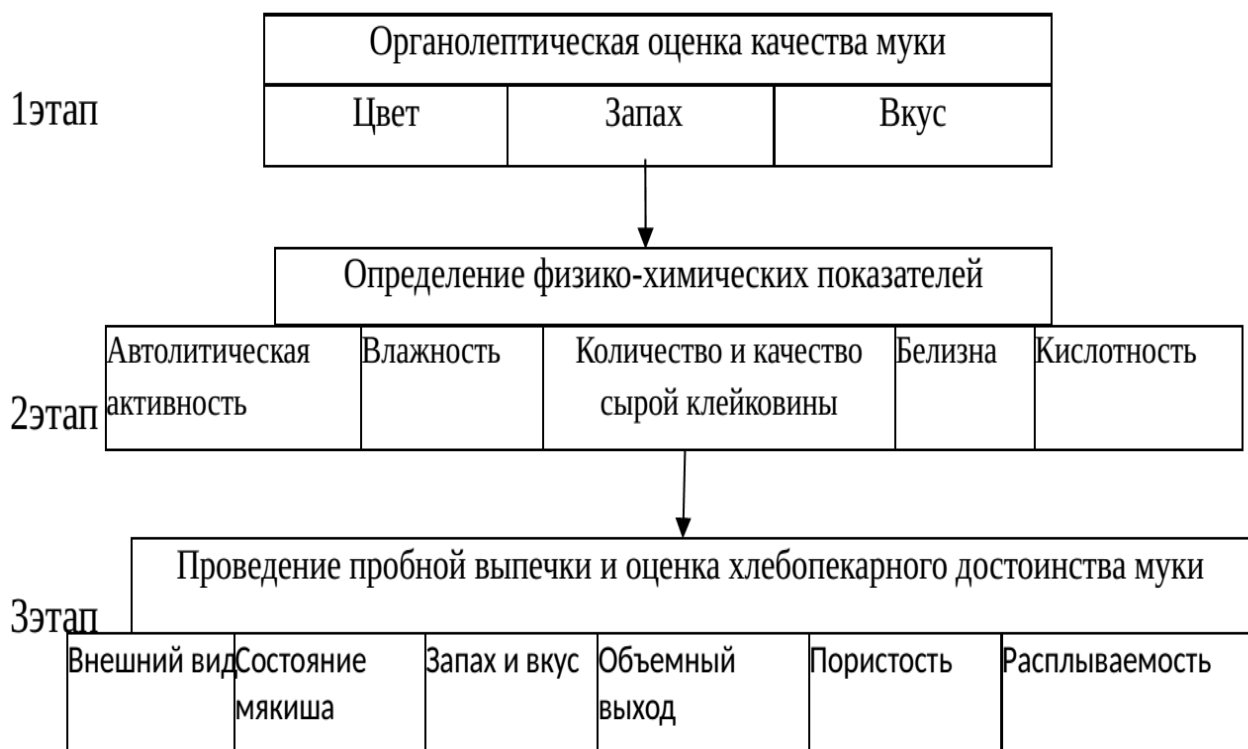 Органолептическая оценка качества муки
1этап
Цвет
Запах
Вкус
Определение физико-химических показателей
2этап
Автолитическая
активность
Влажность
Количество и качество
сырой клейковины
Белизна
Кислотность
Проведение пробной выпечки и оценка хлебопекарного достоинства муки
3этап
Внешний вид
Состояние
мякиша
Запах и вкус
Объемный
выход
Пористость
Расплываемость